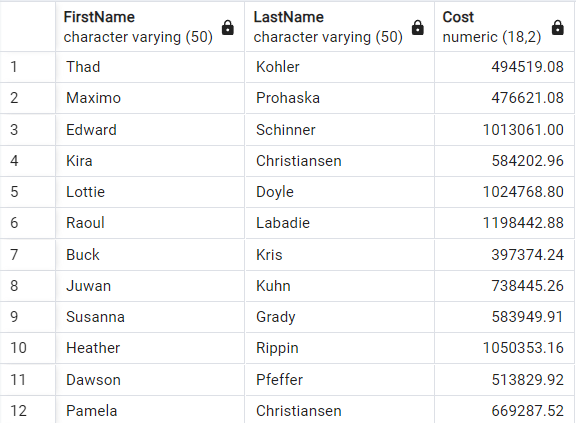 FirstName LastName Cost
character varying (50) character varying (50) numeric (18,2)
1 Thad Kohler 494519.08
2 Maximo Prohaska 476621.08
3 Edward Schinner 1013061.00
4 Kira Christiansen 584202.96
5 Lottie Doyle 1024768.80
6 Raoul Labadie 1198442.88
7 Buck Kris 397374.24
8 Juwan Kuhn 738445.26
9 Susanna Grady 583949.91
10 Heather Rippin 1050353.16
11 Dawson Pfeffer 513829.92
12 Pamela Christiansen 669287.52